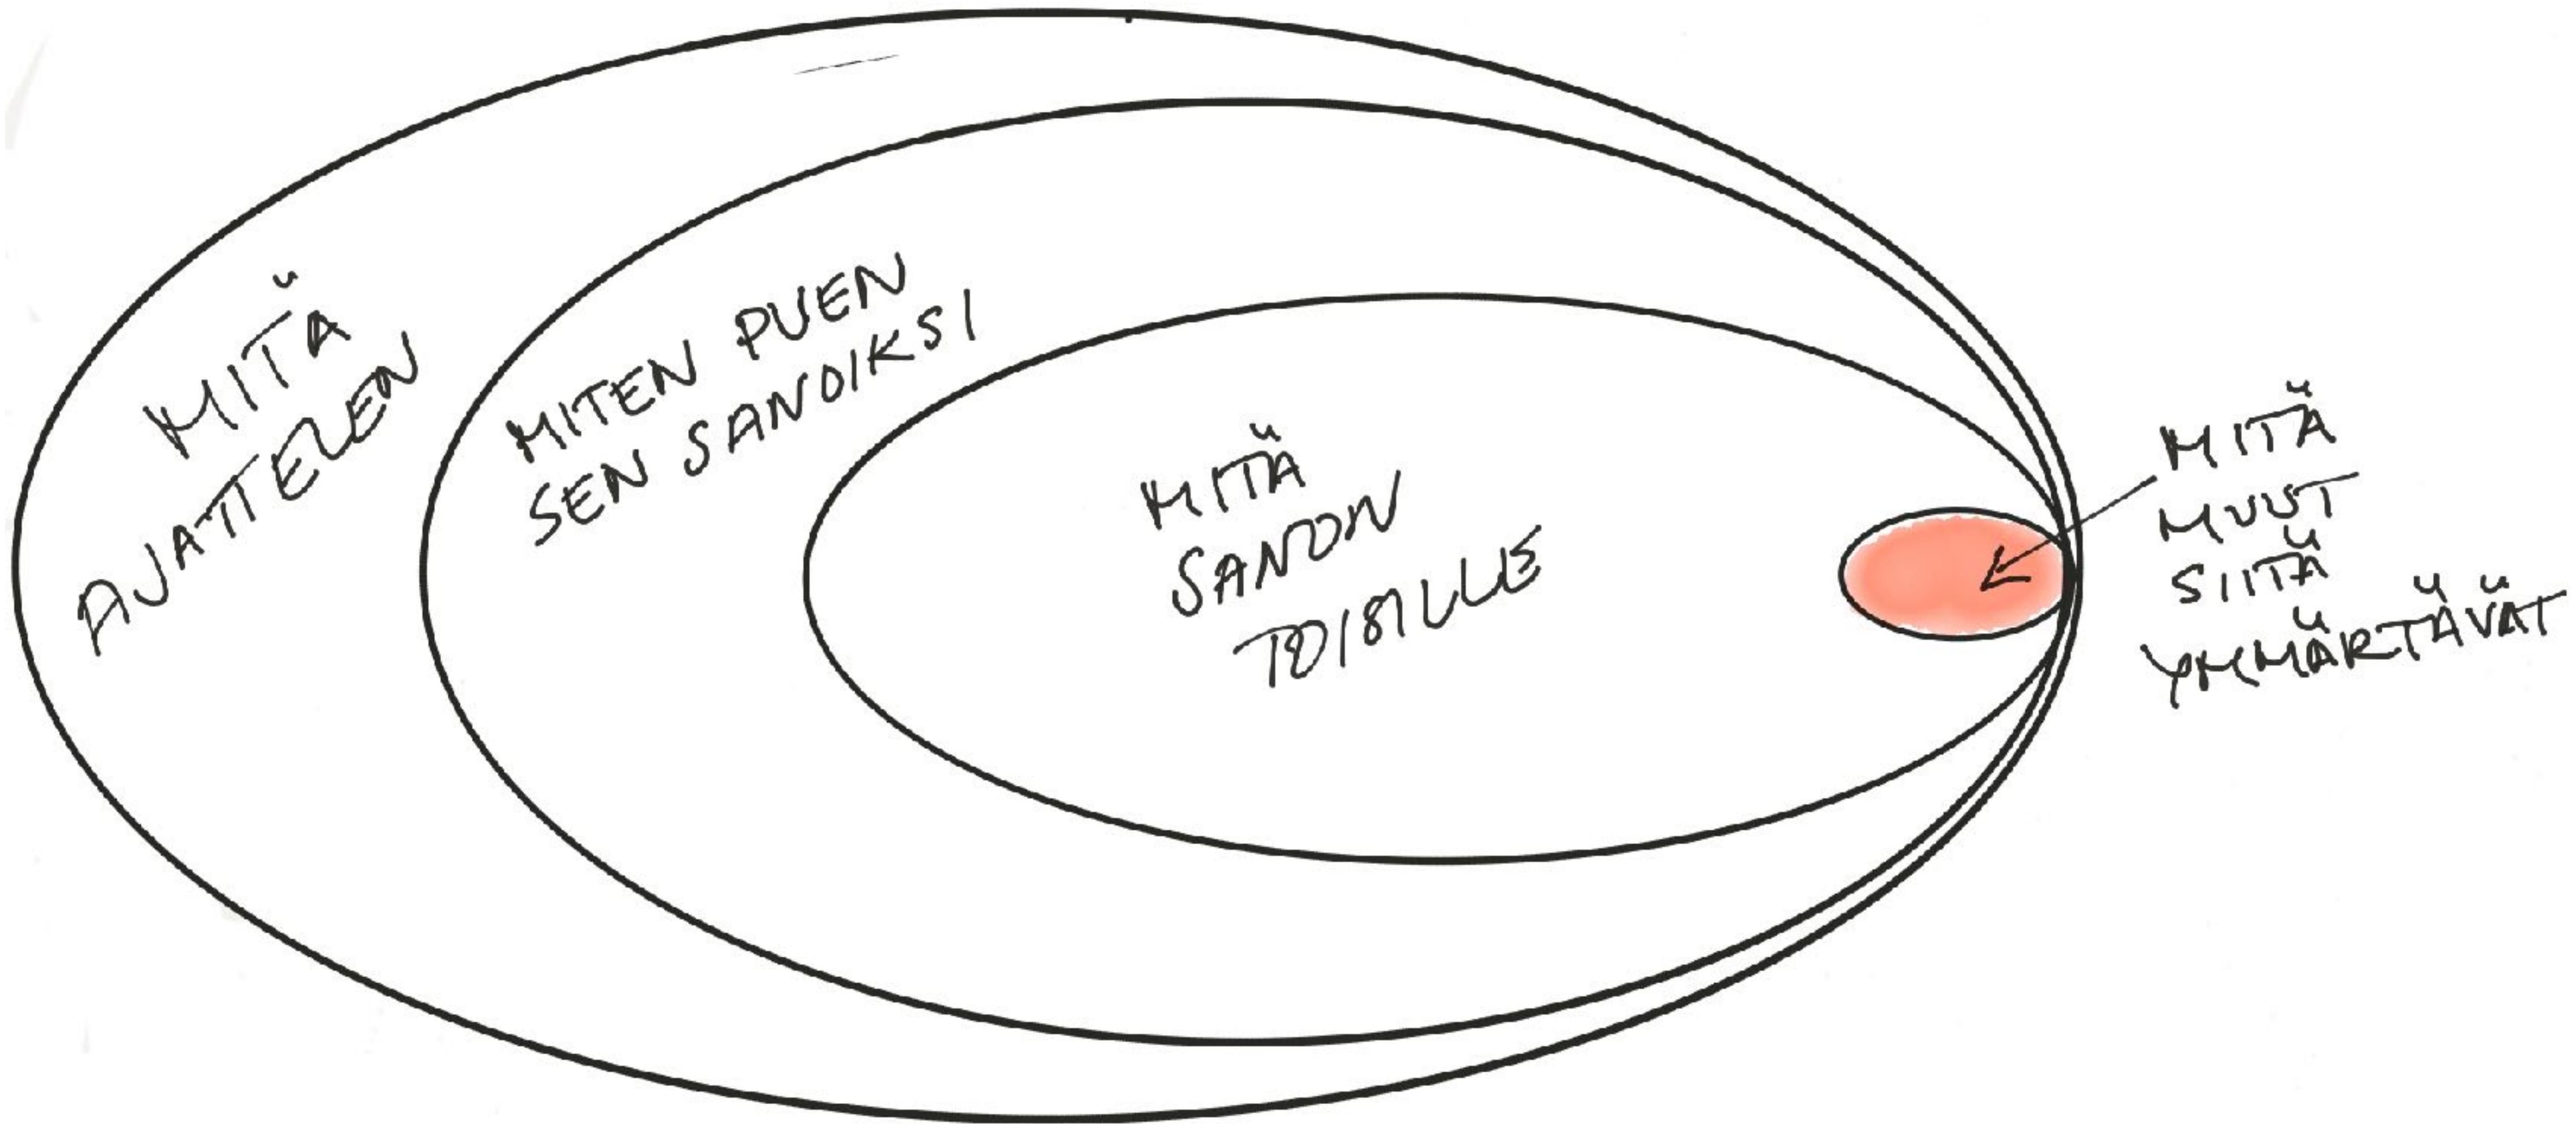 MITÄ
AJATTELEN
MITEN PUEN
SEN SANOIKSI
MITÄ
SANON
TOISILLE
MITÄ
MUUT
SIITÄ
YMMÄRTÄVÄT